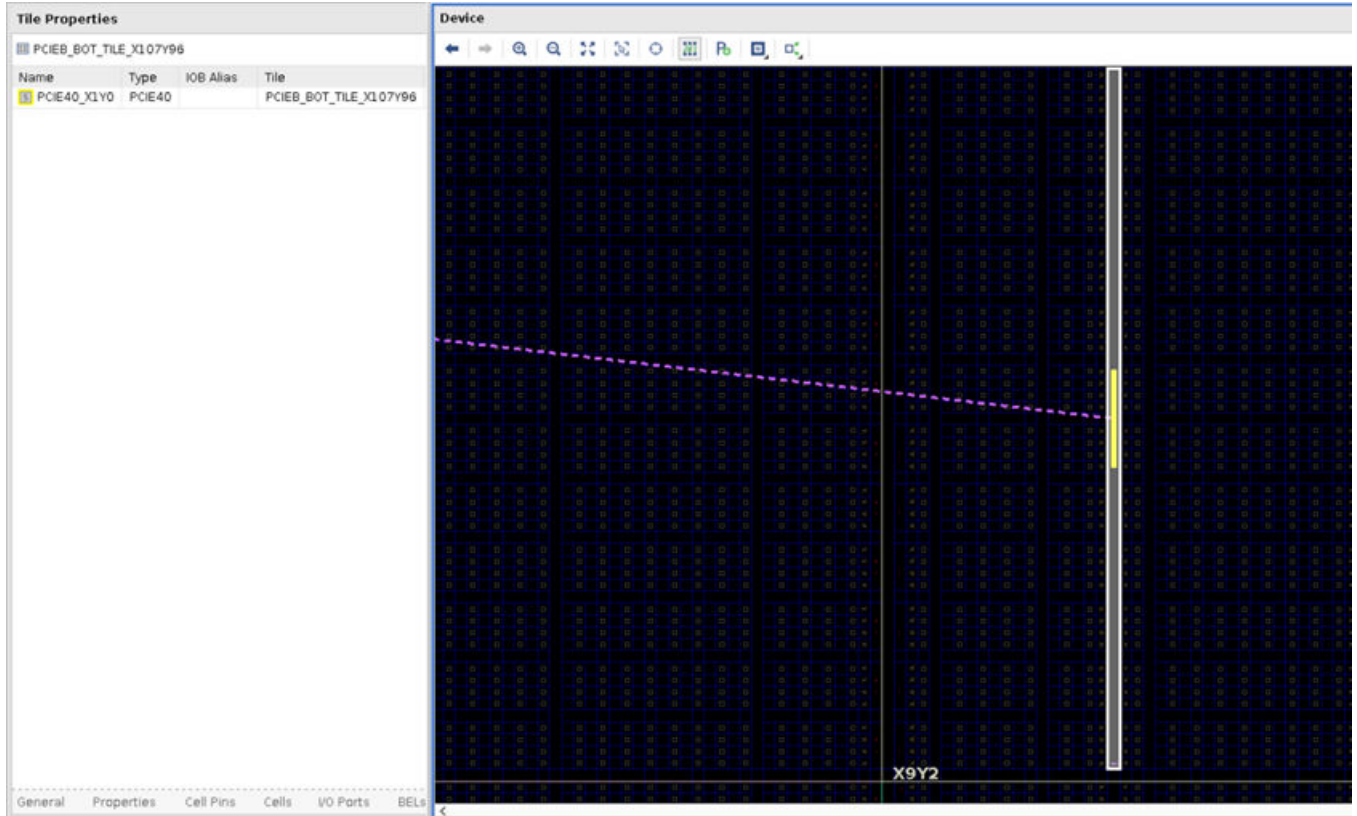 Tile Properties
PCIEB_BOT_TILE_X107Y96
Name Type IOB Alias Tile
PCIE40_X1Y0 PCIE40 PCIEB_BOT_TILE_X107Y96
General Properties Cell Pins Cells I/O Ports BELs
Device
X9Y2